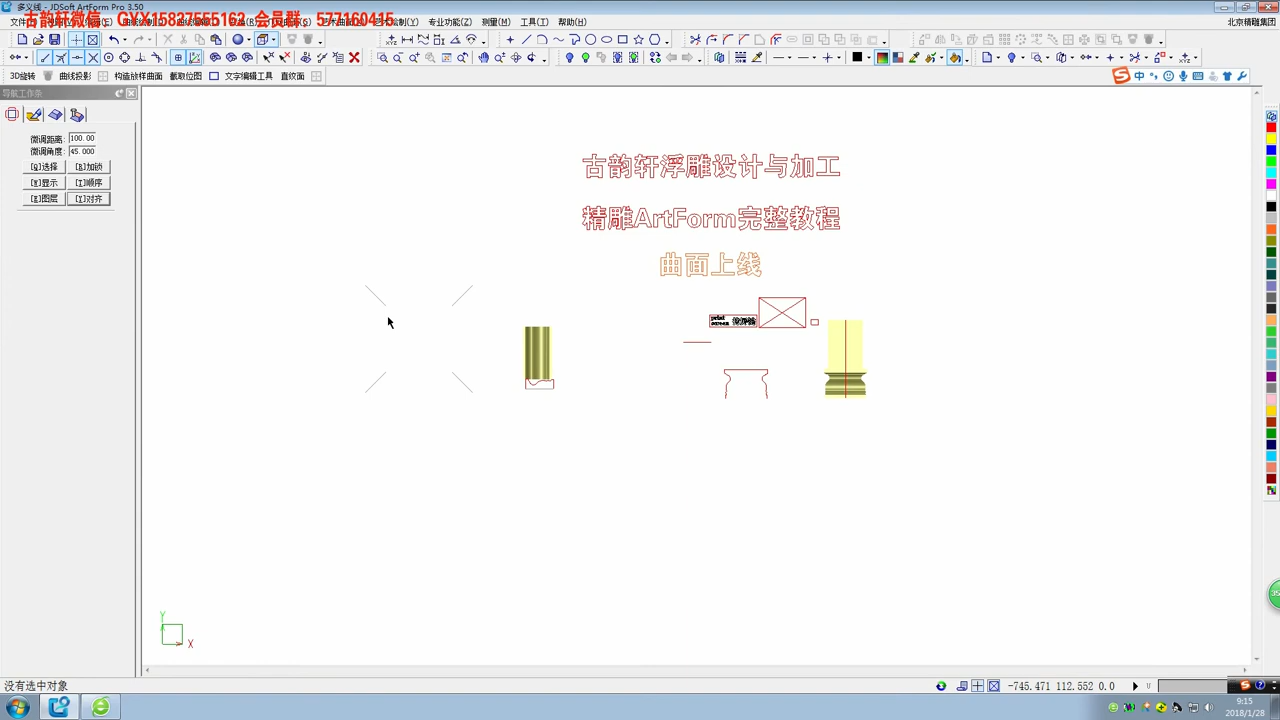 多义线 - JDSoft ArtForm Pro 3.50
古韵轩微信：GYX15837555162 会员群：577160415
专业功能(Z) 测量(M) 工具(T) 帮助(H)
北京精雕集团
3D旋转 曲线投影 构造放样曲面 截取位图 文字编辑工具 直纹面
中
导航工作条
微调距离: 100.00
微调角度: 45.000
[Q]选择 [R]加锁
[W]显示 [T]顺序
[E]图层 [Y]对齐
古韵轩浮雕设计与加工
精雕ArtForm完整教程
曲面上线
print
screen
Y
X
没有选中对象
-745.471 112.552 0.0
9:15
2018/1/28